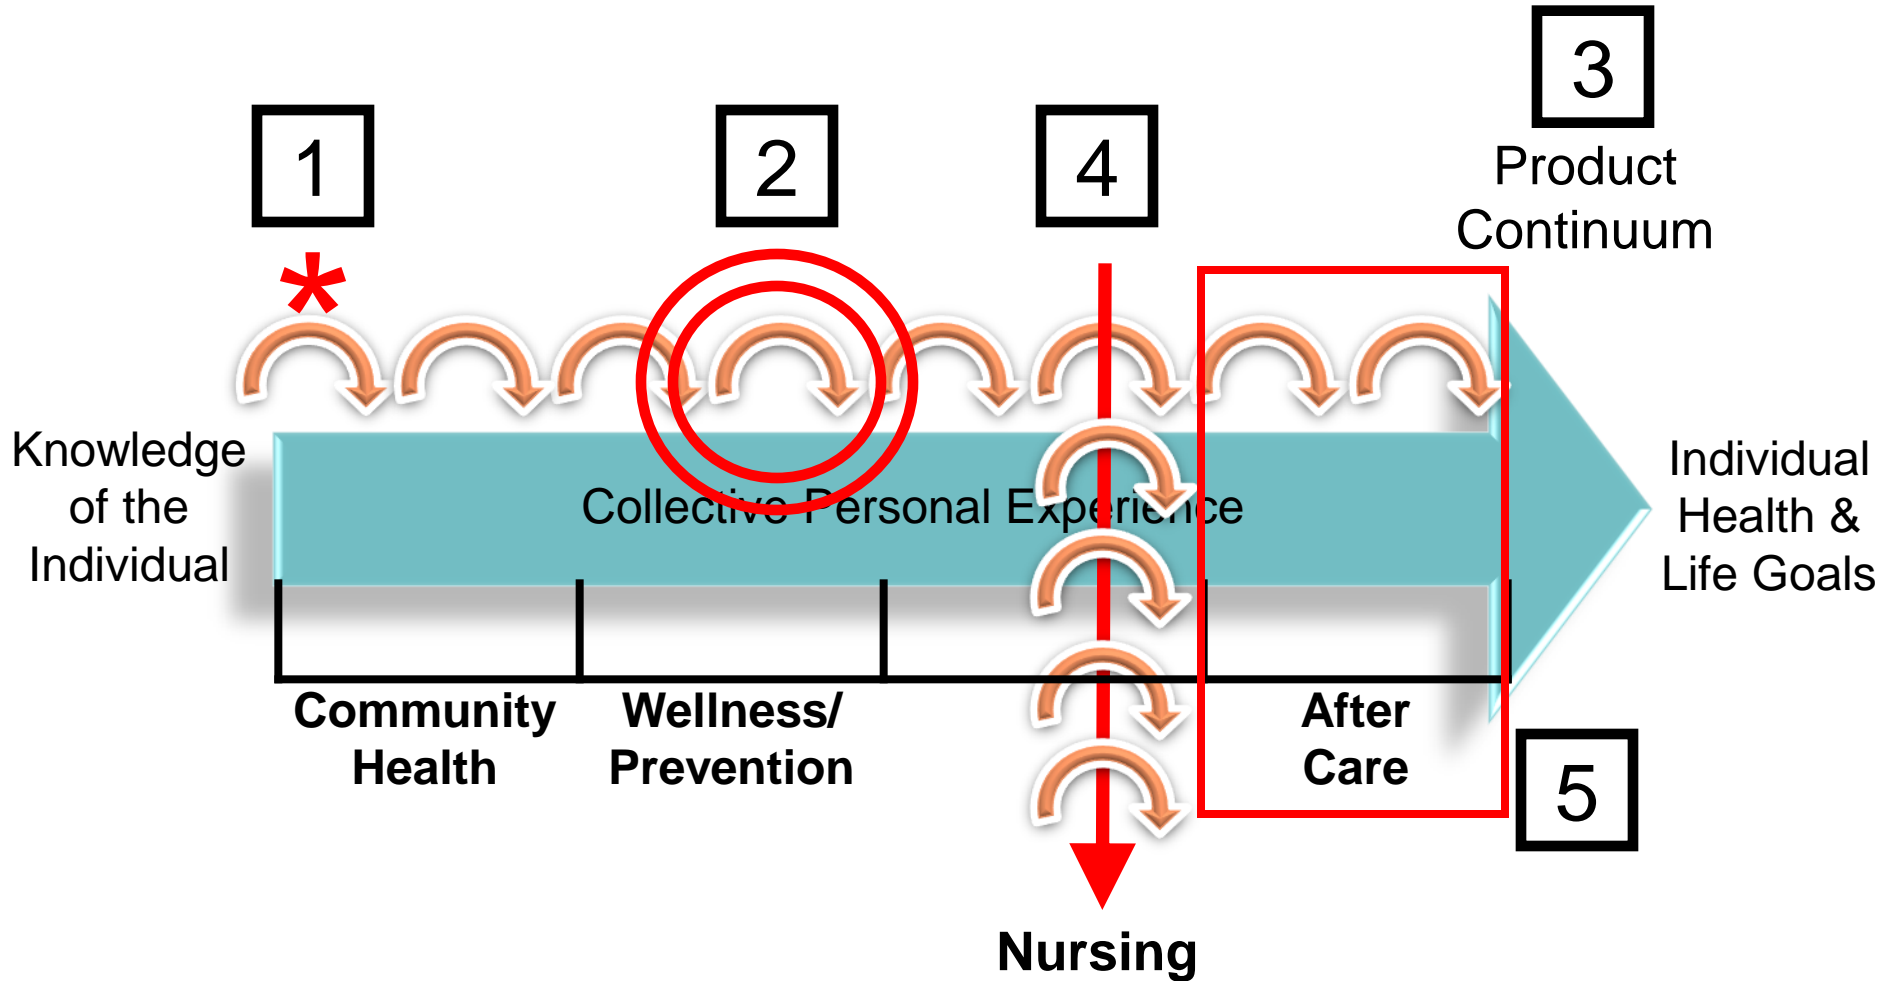 3
1
2
4
Product
Continuum
*
Knowledge
of the
Individual
Collective Personal Experience
Individual
Health &
Life Goals
Community
Health
Wellness/
Prevention
After
Care
5
Nursing